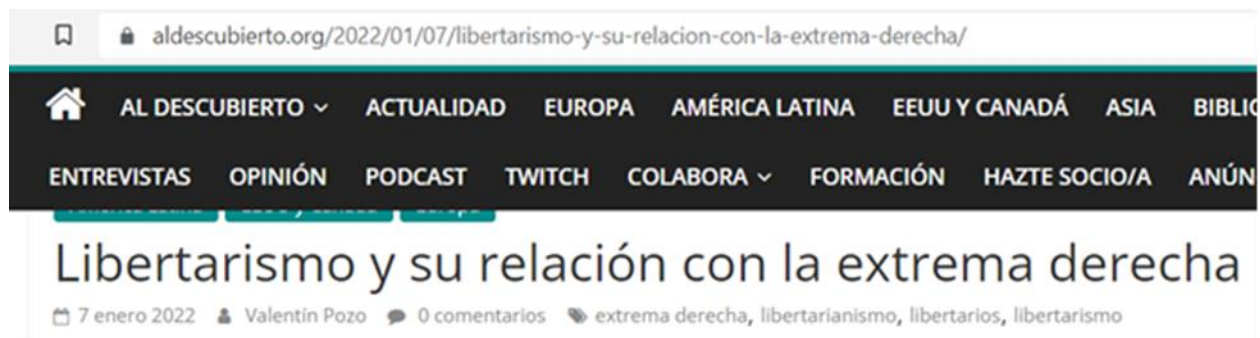 aldescubierto.org/2022/01/07/libertarismo-y-su-relacion-con-la-extrema-derecha/
AL DESCUBIERTO ACTUALIDAD EUROPA AMÉRICA LATINA EEUU Y CANADÁ ASIA
ENTREVISTAS OPINIÓN PODCAST TWITCH COLABORA FORMACIÓN HAZTE SOCIO/A
Libertarismo y su relación con la extrema derecha
7 enero 2022 Valentín Pozo 0 comentarios extrema derecha, libertarianismo, libertarios, libertarismo